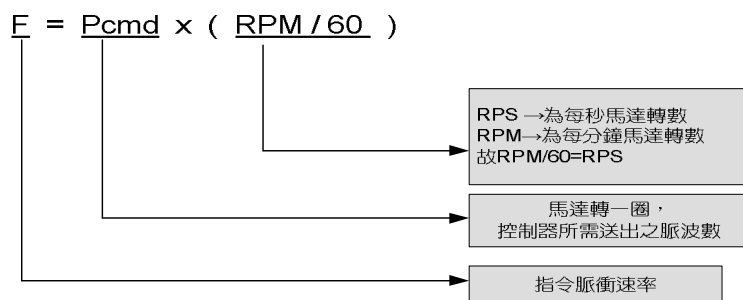 F = Pcmd x ( RPM / 60 )
RPS →為每秒馬達轉數
RPM→為每分鐘馬達轉數
故RPM/60=RPS
馬達轉一圈，
控制器所需送出之脈波數
指令脈衝速率